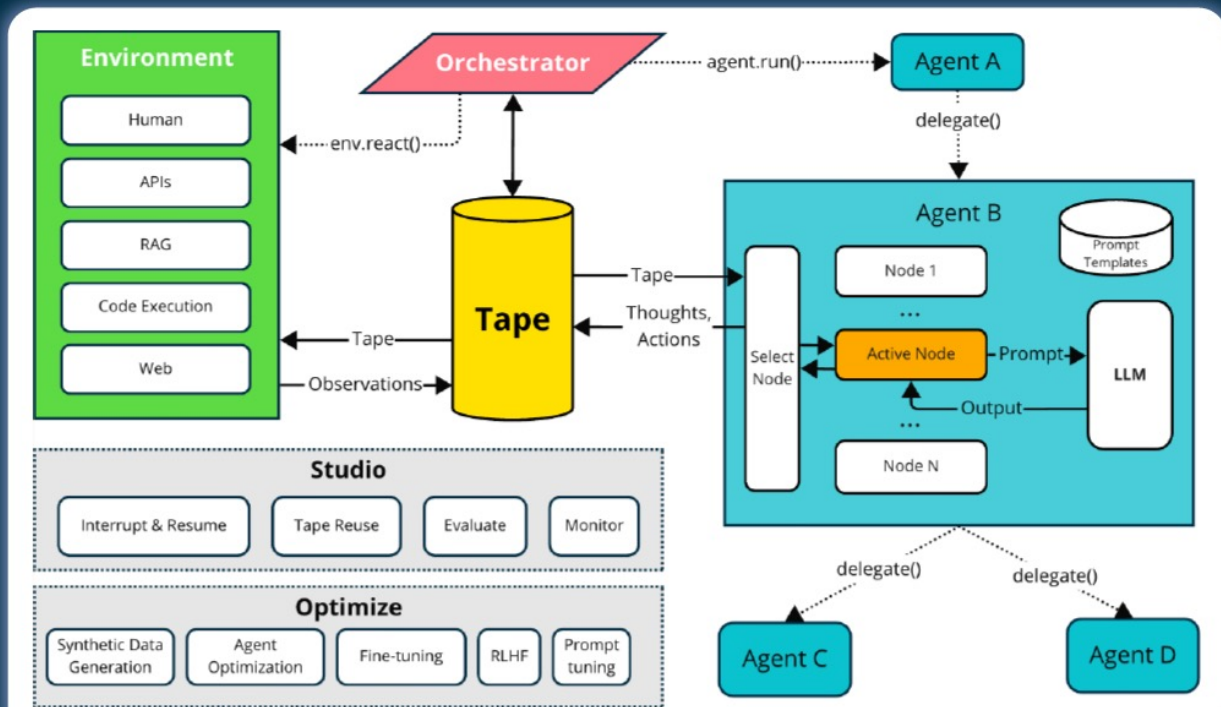 Environment
Human
APIs
RAG
Code Execution
Web
Orchestrator
agent.run()
Agent A
delegate()
env.react()
Tape
Tape
Thoughts,
Actions
Tape
Observations
Agent B
Prompt
Templates
Select
Node
Node 1
...
Active Node
Prompt
LLM
Output
...
Node N
delegate()
delegate()
Agent C
Agent D
Studio
Interrupt & Resume
Tape Reuse
Evaluate
Monitor
Optimize
Synthetic Data
Generation
Agent
Optimization
Fine-tuning
RLHF
Prompt
tuning